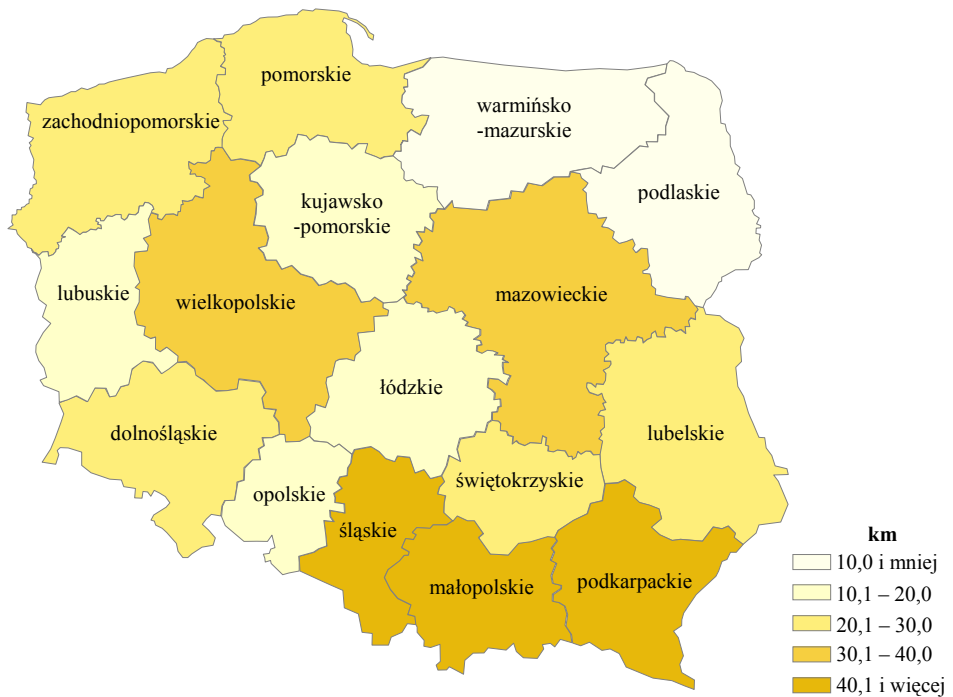 pomorskie
zachodniopomorskie
warmińsko
-mazurskie
podlaskie
kujawsko
-pomorskie
lubuskie
wielkopolskie
mazowieckie
łódzkie
dolnośląskie
lubelskie
opolskie
świętokrzyskie
śląskie
małopolskie
podkarpackie
km
10,0 i mniej
10,1 – 20,0
20,1 – 30,0
30,1 – 40,0
40,1 i więcej